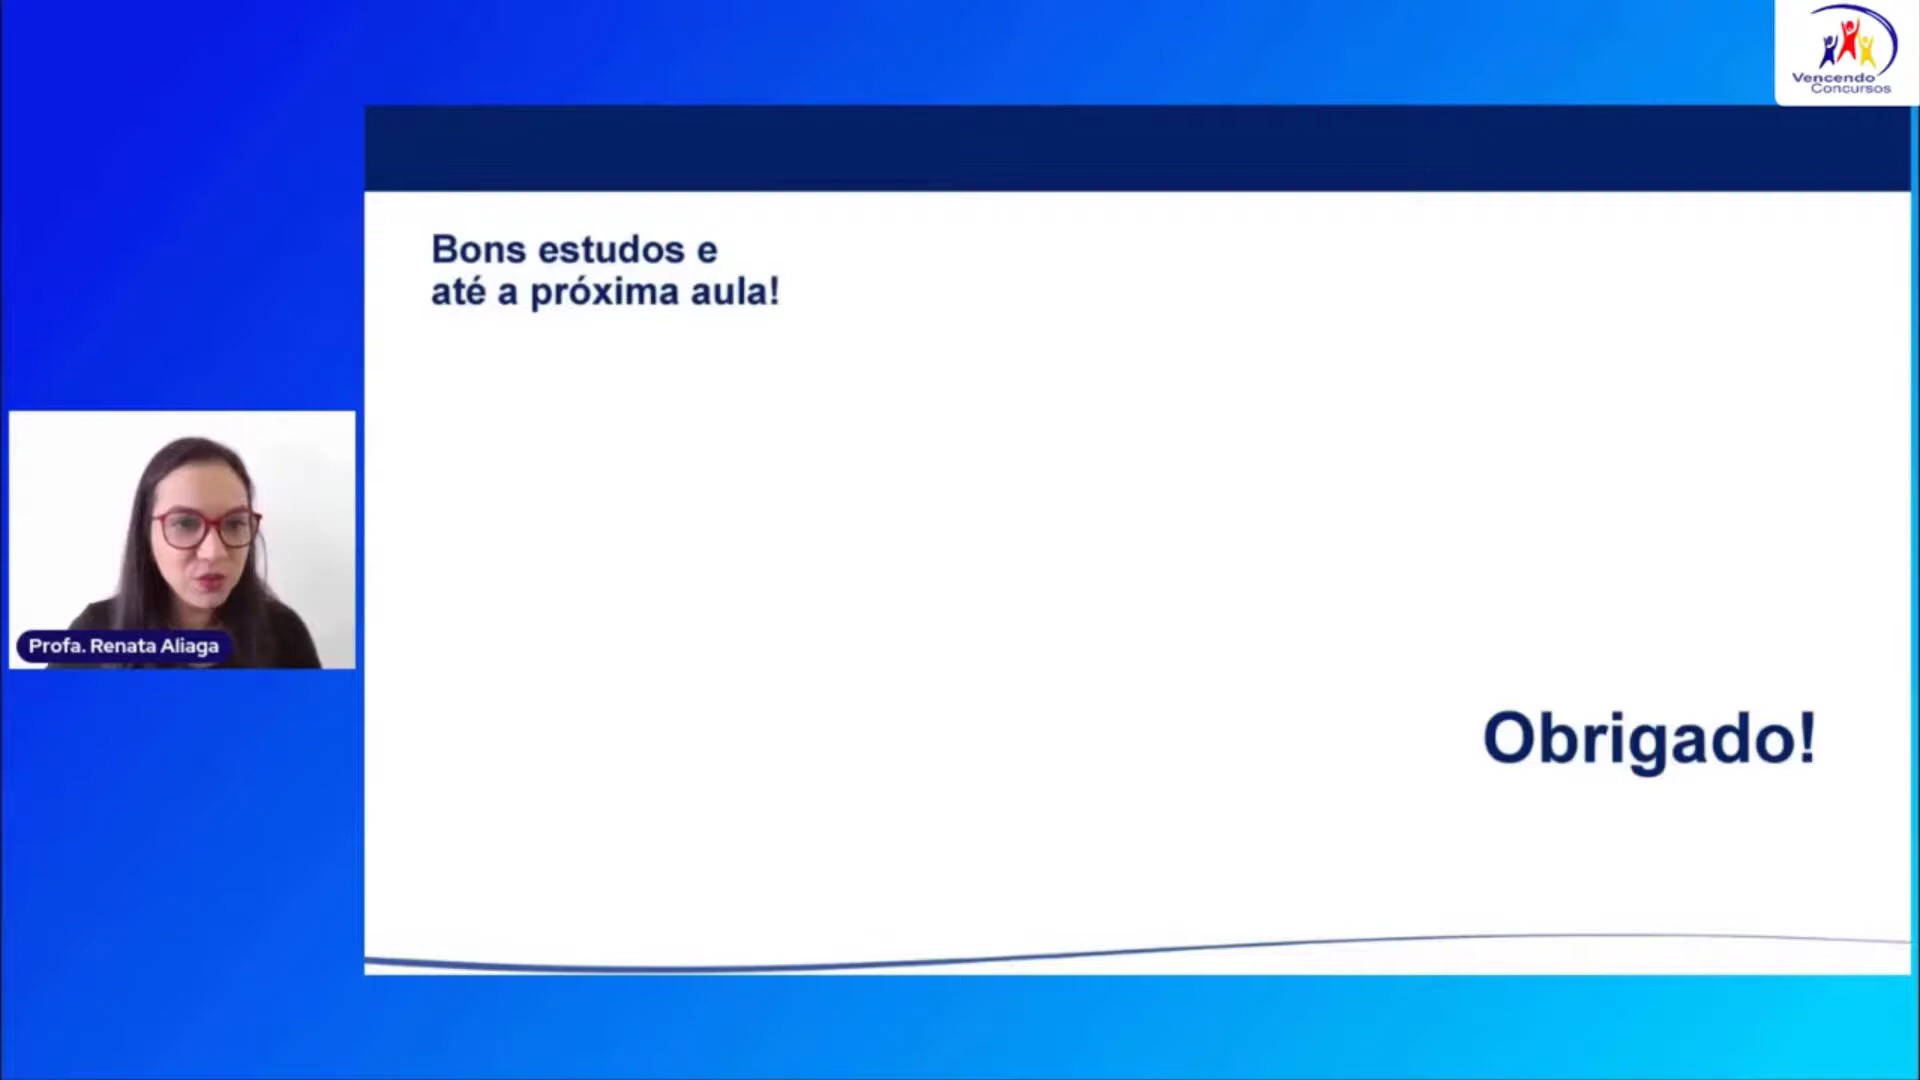 Vencendo
Concursos
Bons estudos e
até a próxima aula!
Profa. Renata Aliaga
Obrigado!